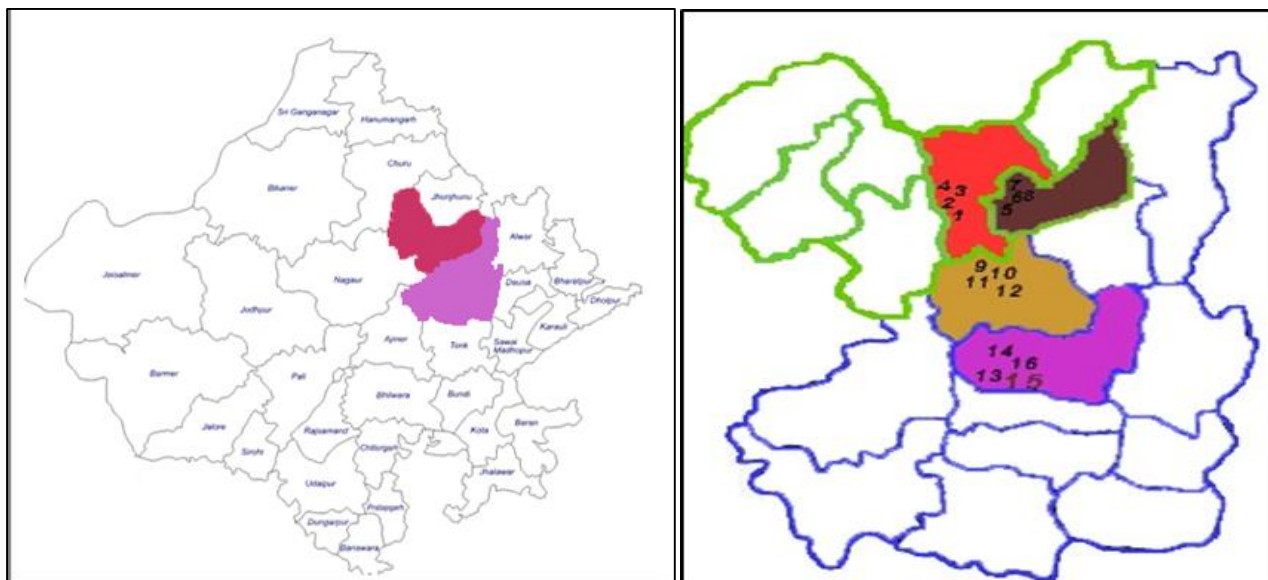 Sri Ganganagar
Hanumangarh
Churu
Bikaner
Jhunjhunu
Alwar
Jaisalmer
Nagaur
Dausa
Bharatpur
Dholpur
Jodhpur
Karauli
Ajmer
Tonk
Sawai
Madhopur
Barmer
Pali
Bhilwara
Bundi
Jalore
Rajsamand
Kota
Baran
Sirohi
Chittorgarh
Jhalawar
Udaipur
Pratapgarh
Dungarpur
Banswara
4 3
2
1
7
68
5
9 10
11 12
14
16
13 15